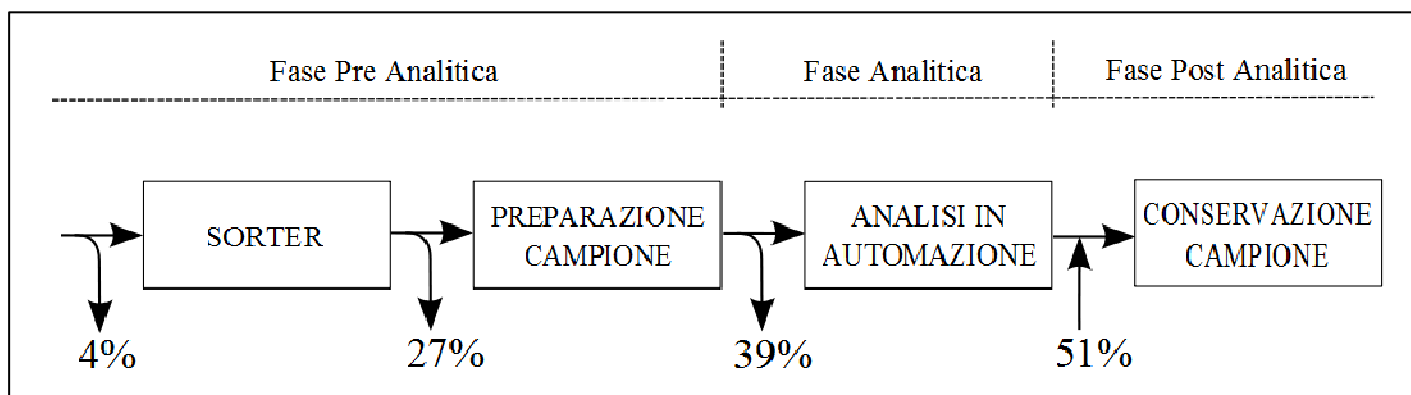 Fase Pre Analitica
Fase Analitica
Fase Post Analitica
SORTER
PREPARAZIONE
CAMPIONE
ANALISI IN
AUTOMAZIONE
CONSERVAZIONE
CAMPIONE
4%
27%
39%
51%